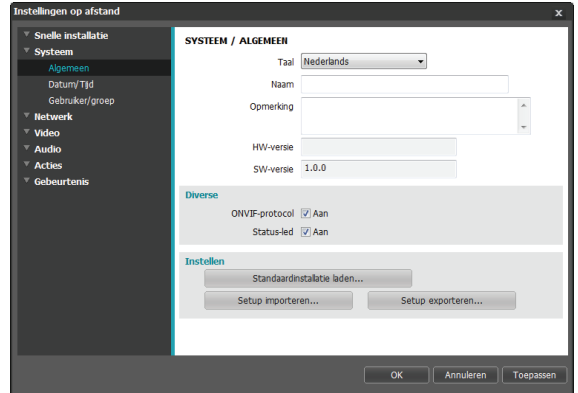 Instellingen op afstand
x
Snelle installatie
Systeem
Algemeen
Datum/Tijd
Gebruiker/groep
Netwerk
Video
Audio
Acties
Gebeurtenis
SYSTEEM / ALGEMEEN
Taal Nederlands
Naam
Opmerking
HW-versie
SW-versie 1.0.0
Diverse
ONVIF-protocol Aan
Status-led Aan
Instellen
Standaardinstallatie laden...
Setup importeren... Setup exporteren...
OK Annuleren Toepassen